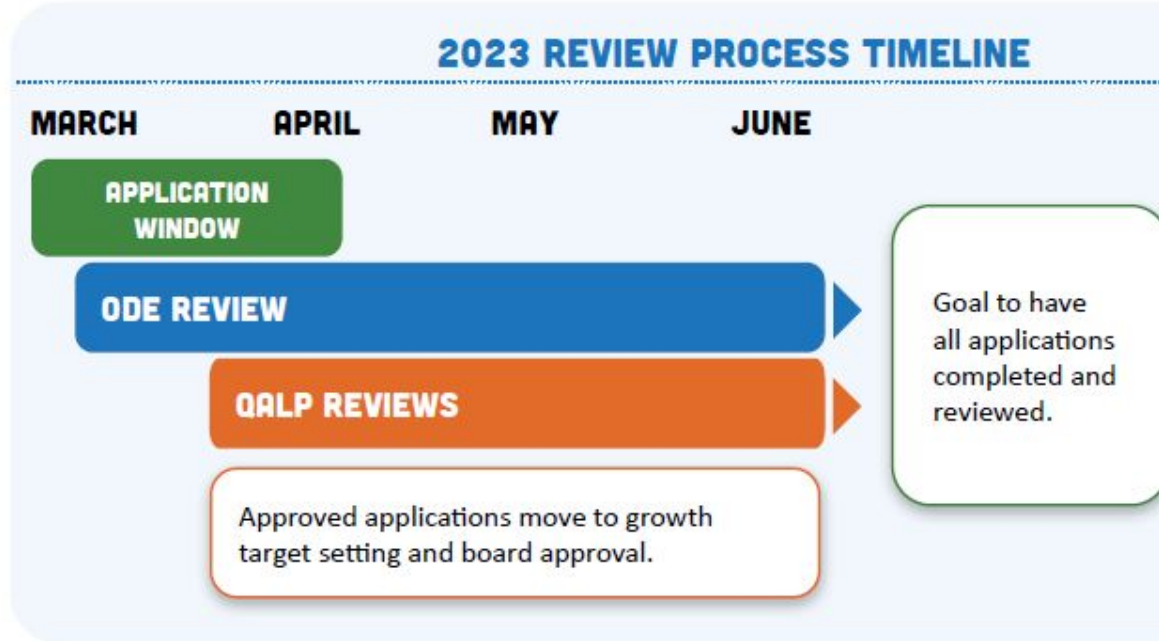 2023 REVIEW PROCESS TIMELINE
MARCH APRIL MAY JUNE
APPLICATION
WINDOW
ODE REVIEW
QALP REVIEWS
Approved applications move to growth
target setting and board approval.
Goal to have
all applications
completed and
reviewed.